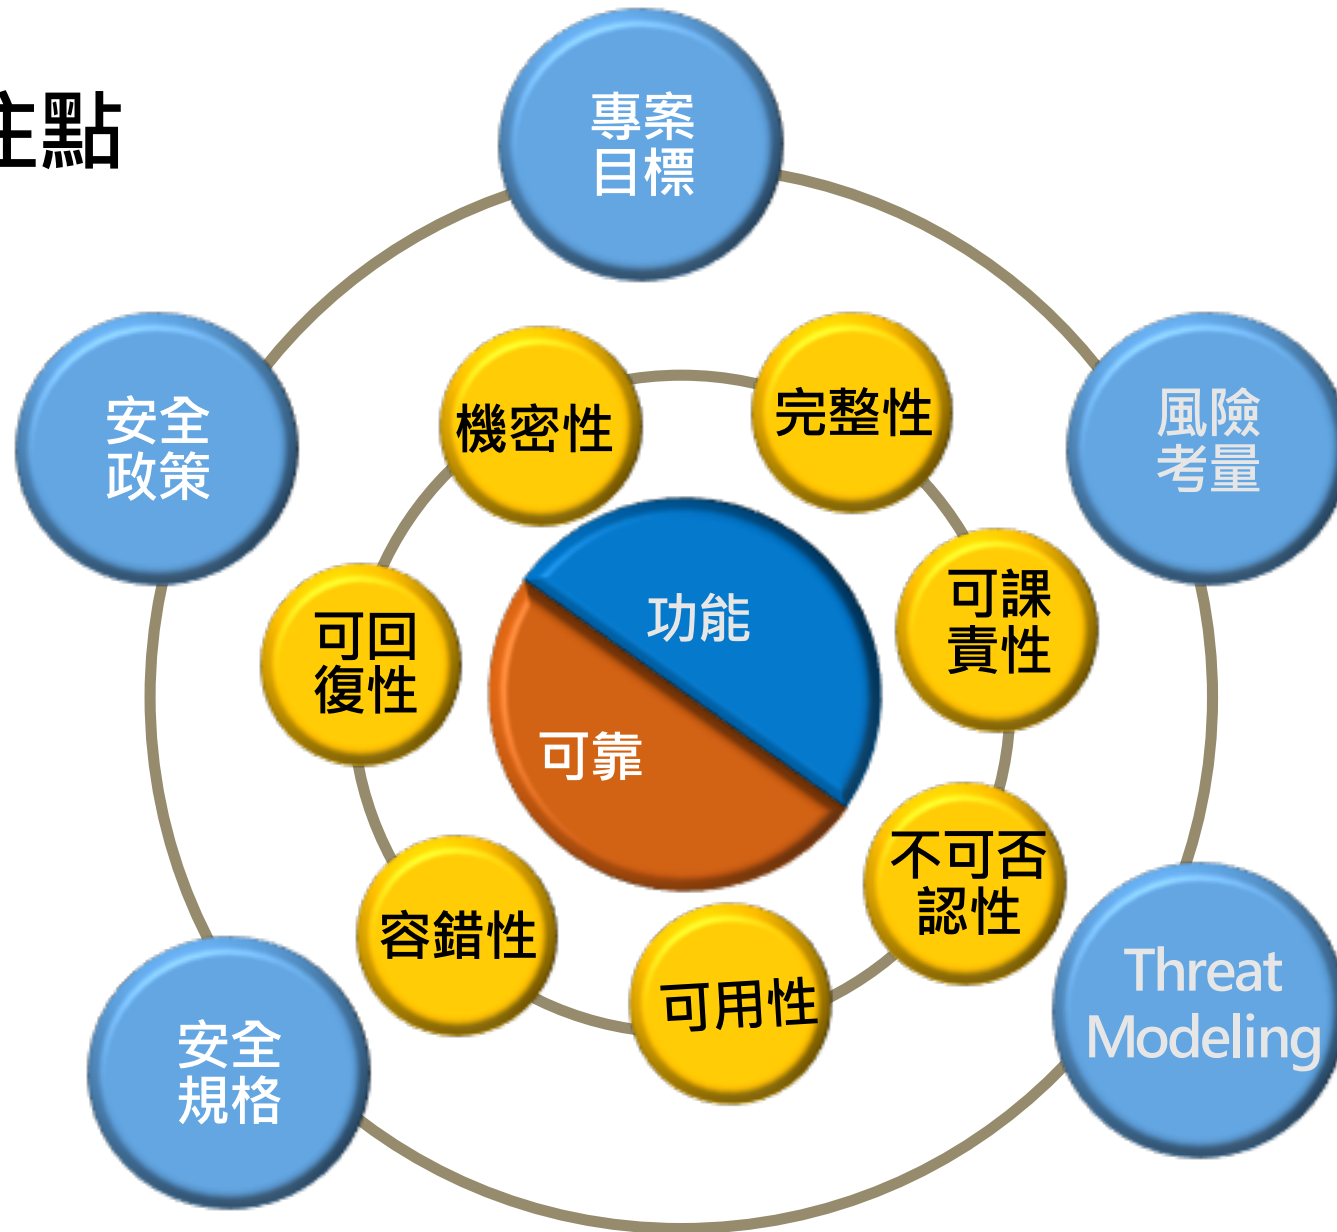 主點
專案
目標
安全
政策
機密性
完整性
風險
考量
可回
復性
功能
可課
責性
可靠
不可否
認性
容錯性
可用性
Threat
Modeling
安全
規格